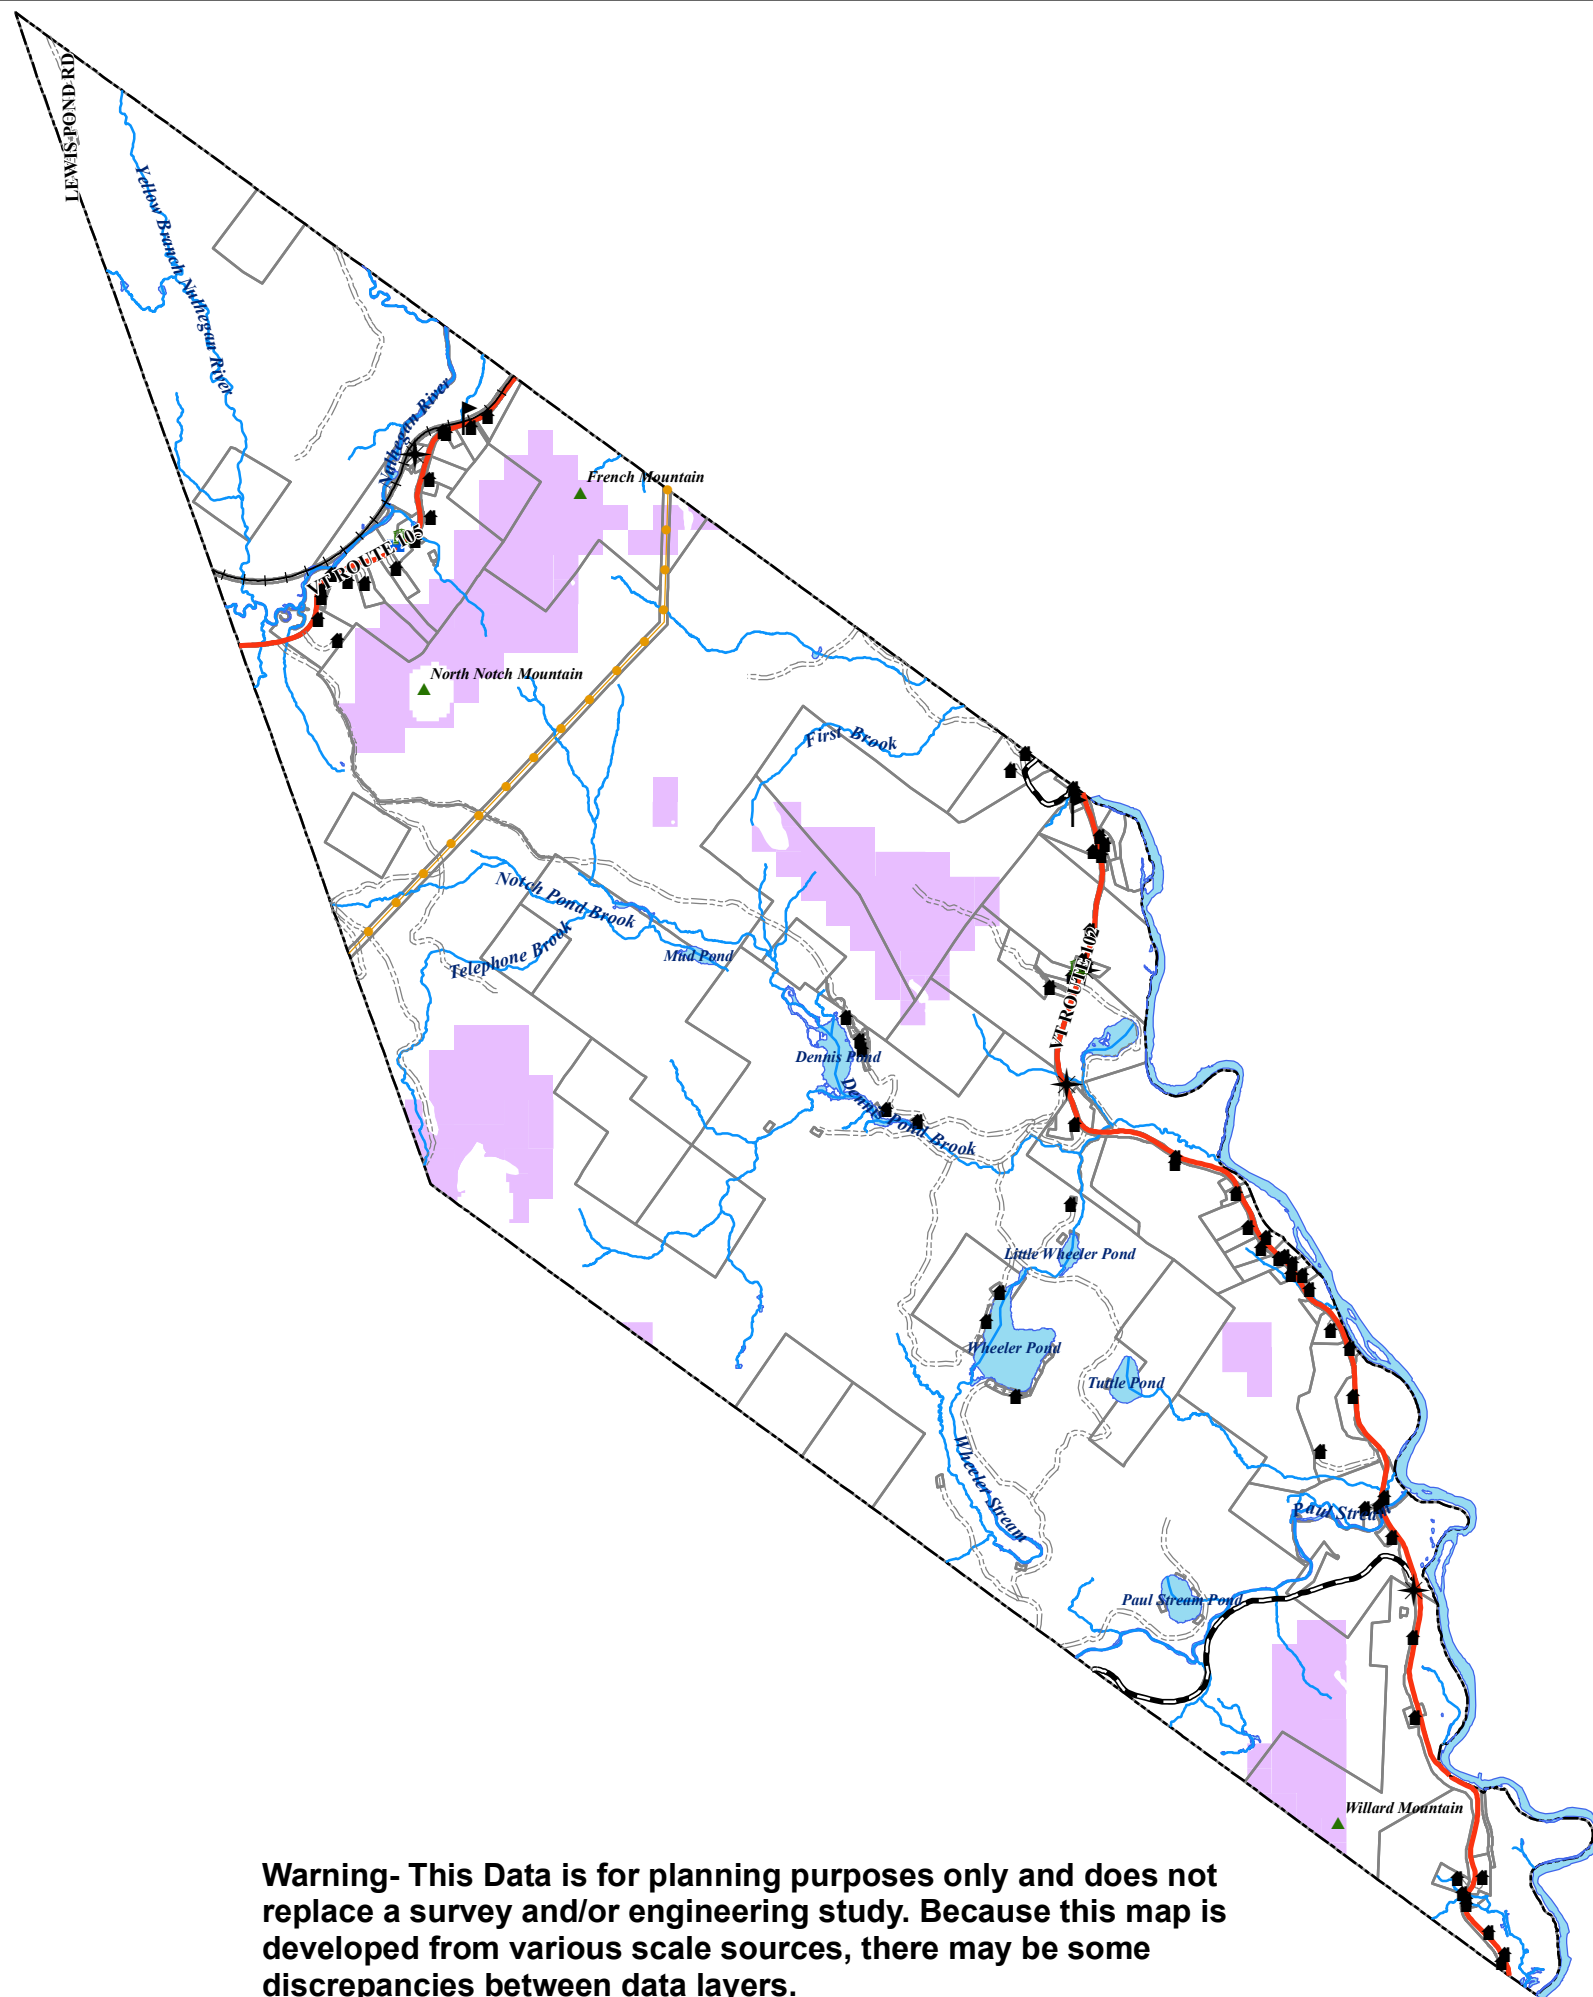 LEWIS POND RD
Yellow Branch Nulhegan River
Nulhegan River
French Mountain
VT ROUTE 105
North Notch Mountain
First Brook
Notch Pond Brook
Telephone Brook
Mud Pond
VT ROUTE 102
Dennis Pond
Dennis Pond Brook
Little Wheeler Pond
Wheeler Pond
Tuttle Pond
Wheeler Stream
Paul Stream
Paul Stream Pond
Willard Mountain
Warning- This Data is for planning purposes only and does not
replace a survey and/or engineering study. Because this map is
developed from various scale sources, there may be some
discrepancies between data layers.